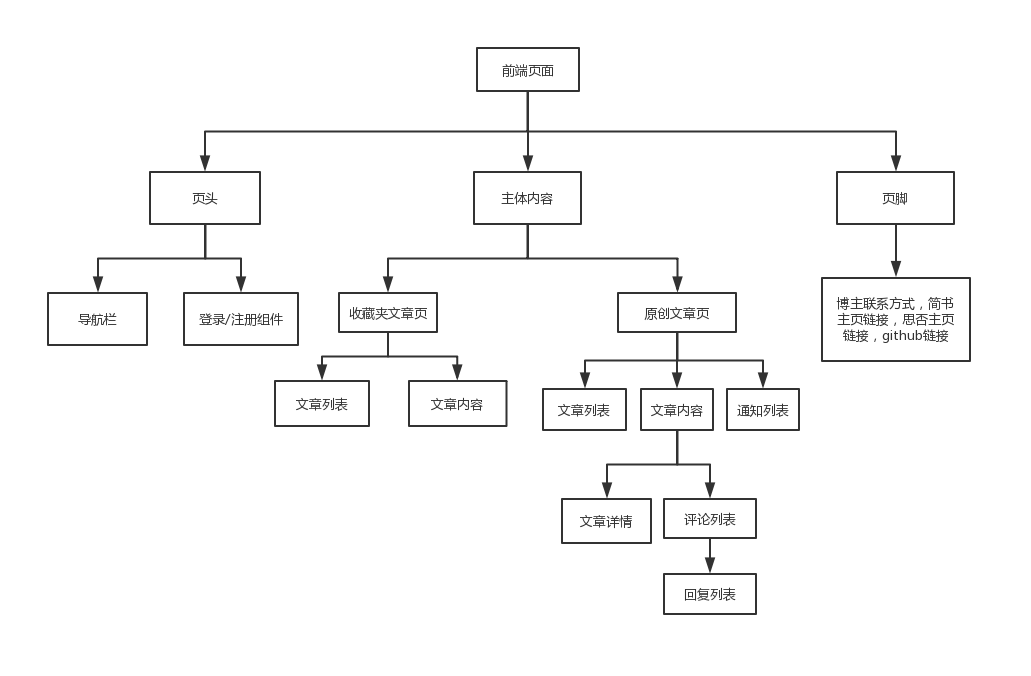 前端页面
页头
主体内容
页脚
导航栏
登录/注册组件
收藏夹文章页
原创文章页
博主联系方式，简书
主页链接，思否主页
链接，github链接
文章列表
文章内容
文章列表
文章内容
通知列表
文章详情
评论列表
回复列表